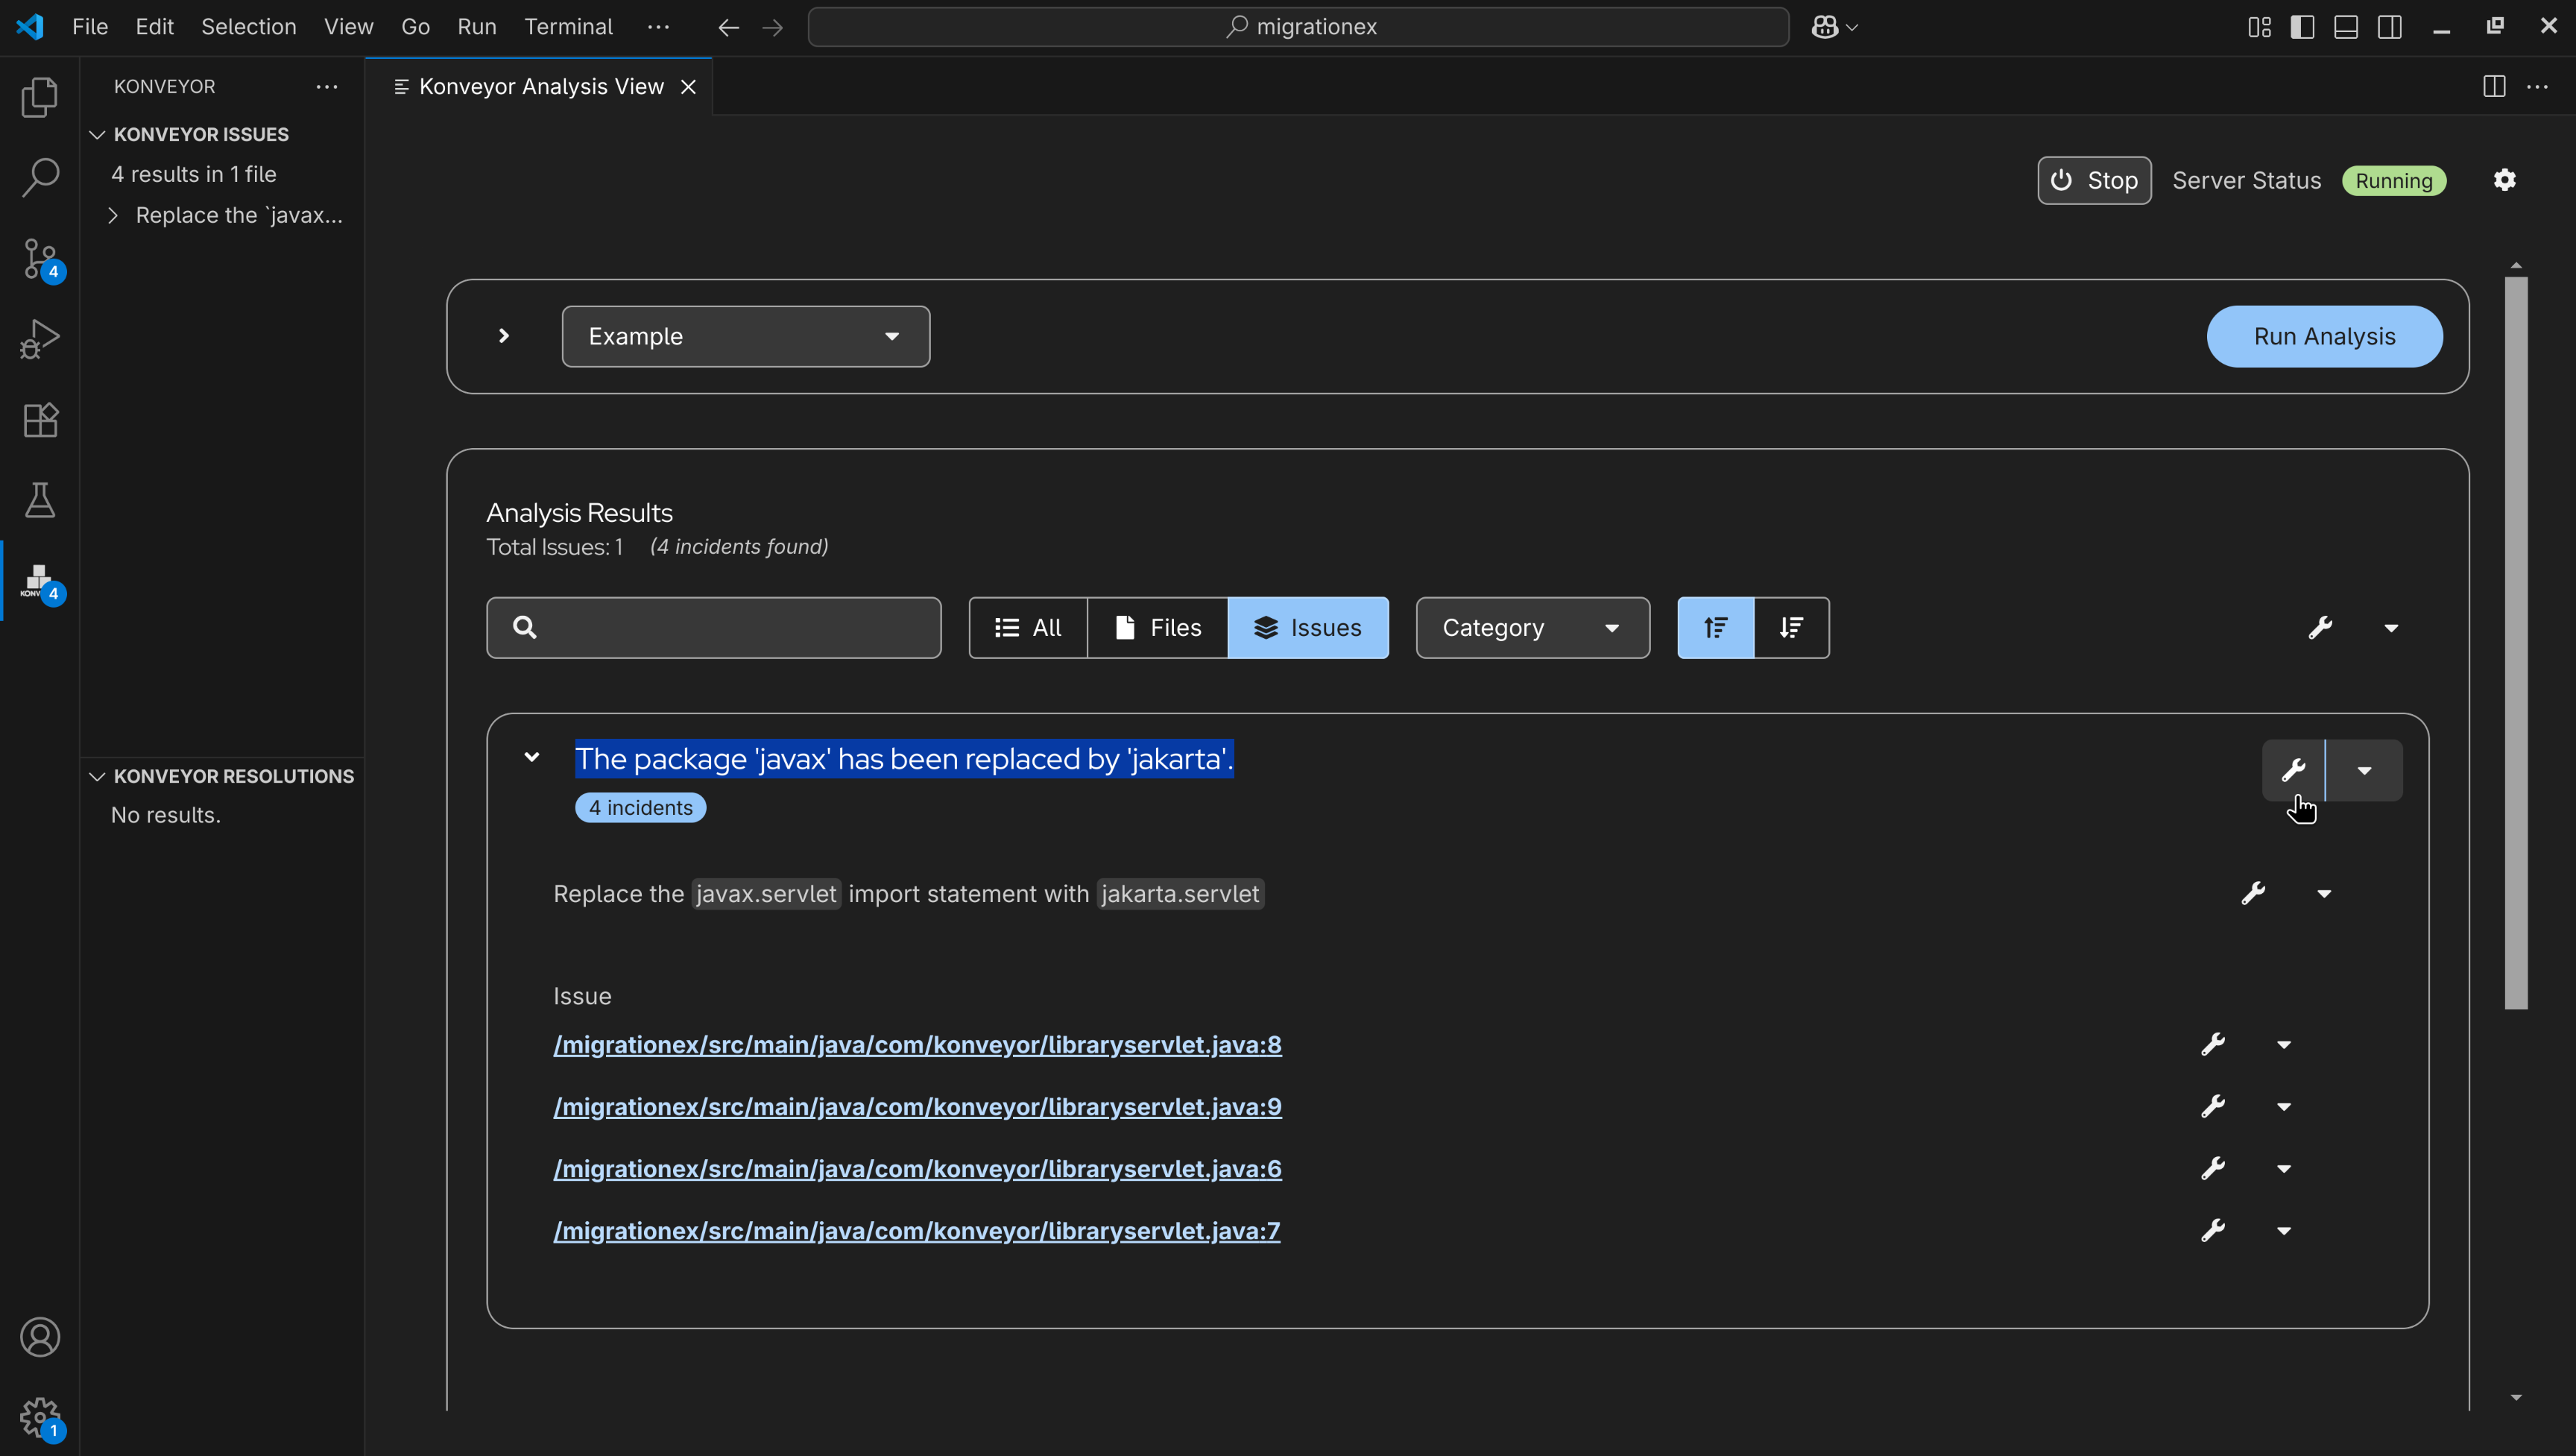 File Edit Selection View Go Run Terminal ··· migrationex
KONVEYOR ···
Konveyor Analysis View
KONVEYOR ISSUES
4 results in 1 file
Replace the `javax...
Stop Server Status Running
4
Example Run Analysis
Analysis Results
Total Issues: 1 (4 incidents found)
4
All Files Issues Category
The package 'javax' has been replaced by 'jakarta'.
KONVEYOR RESOLUTIONS
4 incidents
No results.
Replace the javax.servlet import statement with jakarta.servlet
Issue
/migrationex/src/main/java/com/konveyor/libraryservlet.java:8
/migrationex/src/main/java/com/konveyor/libraryservlet.java:9
/migrationex/src/main/java/com/konveyor/libraryservlet.java:6
/migrationex/src/main/java/com/konveyor/libraryservlet.java:7
1